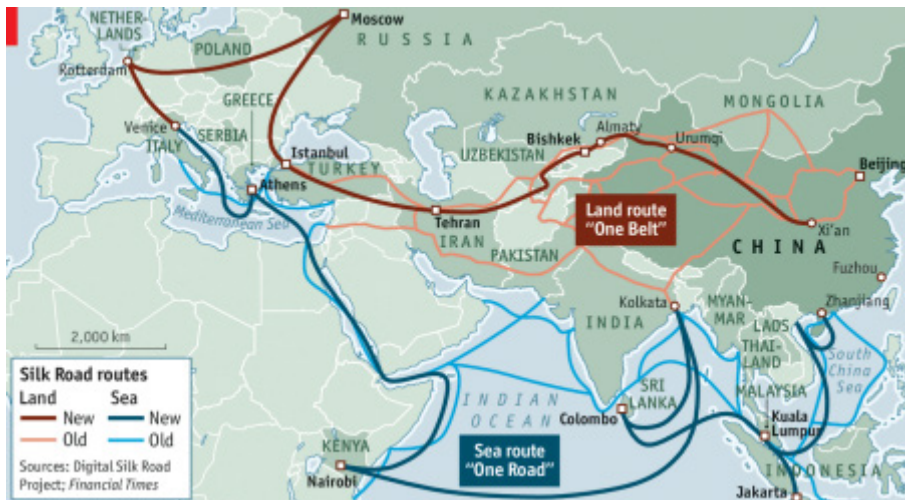 Moscow
NETHER-
LANDS
RUSSIA
POLAND
Rotterdam
KAZAKHSTAN
MONGOLIA
GREECE
Venice
SERBIA
ITALY
Bishkek
Almaty
Urumqi
UZBEKISTAN
Istanbul
TURKEY
Beijing
Athens
Mediterranean Sea
Tehran
IRAN
Land route
"One Belt"
Xi'an
PAKISTAN
CHINA
Fuzhou
Kolkata
Zhanjiang
INDIA
MYAN-
MAR
LAOS
THAI-
LAND
South
China
Sea
2,000 km
Silk Road routes
Land
Sea
New
New
Old
Old
Sources: Digital Silk Road
Project; Financial Times
INDIAN
OCEAN
SRI
LANKA
Colombo
MALAYSIA
Kuala
Lumpur
KENYA
Nairobi
Sea route
"One Road"
INDONESIA
Jakarta